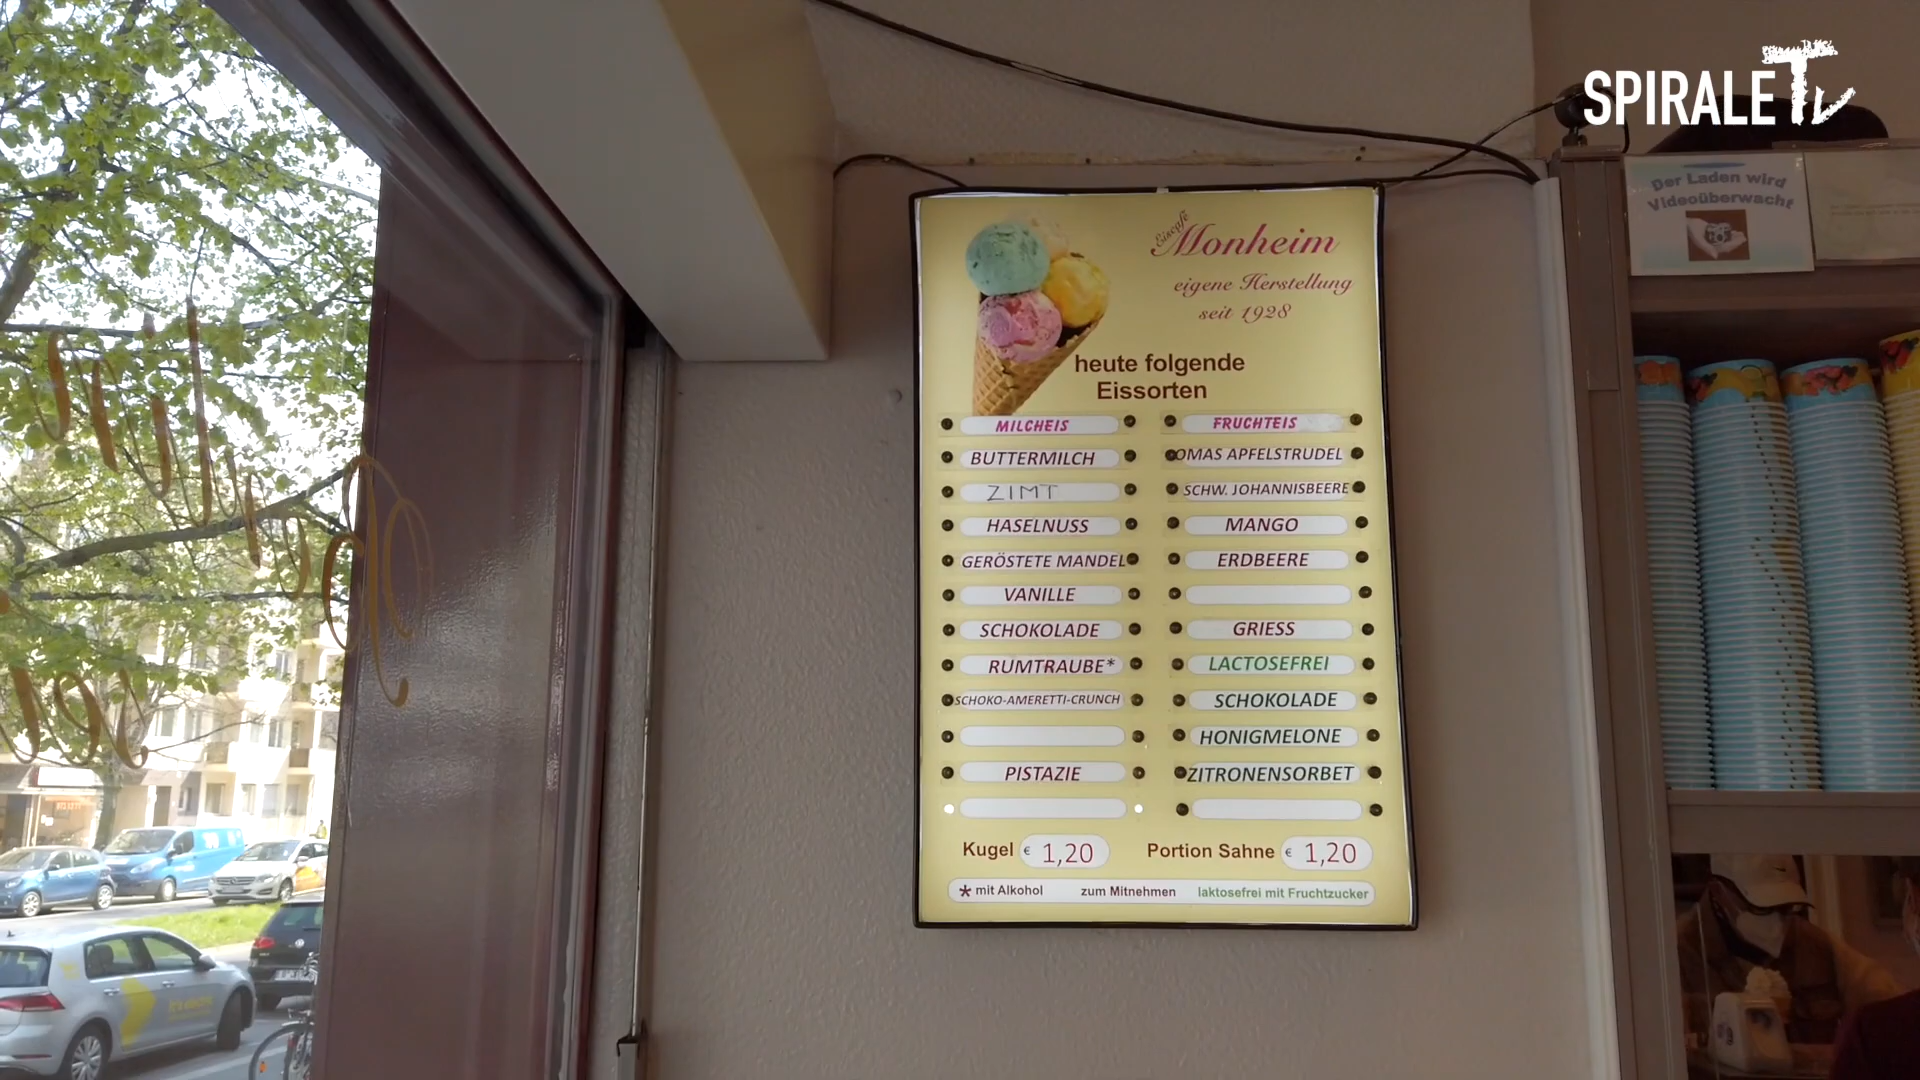 SPIRALE TV
Der Laden wird
Videoüberwacht
Eiscafé
Monheim
eigene Herstellung
seit 1928
heute folgende
Eissorten
MILCHEIS
BUTTERMILCH
ZIMT
HASELNUSS
GERÖSTETE MANDEL
VANILLE
SCHOKOLADE
RUMTRAUBE*
SCHOKO-AMERETTI-CRUNCH
PISTAZIE
FRUCHTEIS
OMAS APFELSTRUDEL
SCHW. JOHANNISBEERE
MANGO
ERDBEERE
GRIESS
LACTOSEFREI
SCHOKOLADE
HONIGMELONE
ZITRONENSORBET
Kugel € 1,20
Portion Sahne € 1,20
* mit Alkohol zum Mitnehmen laktosefrei mit Fruchtzucker